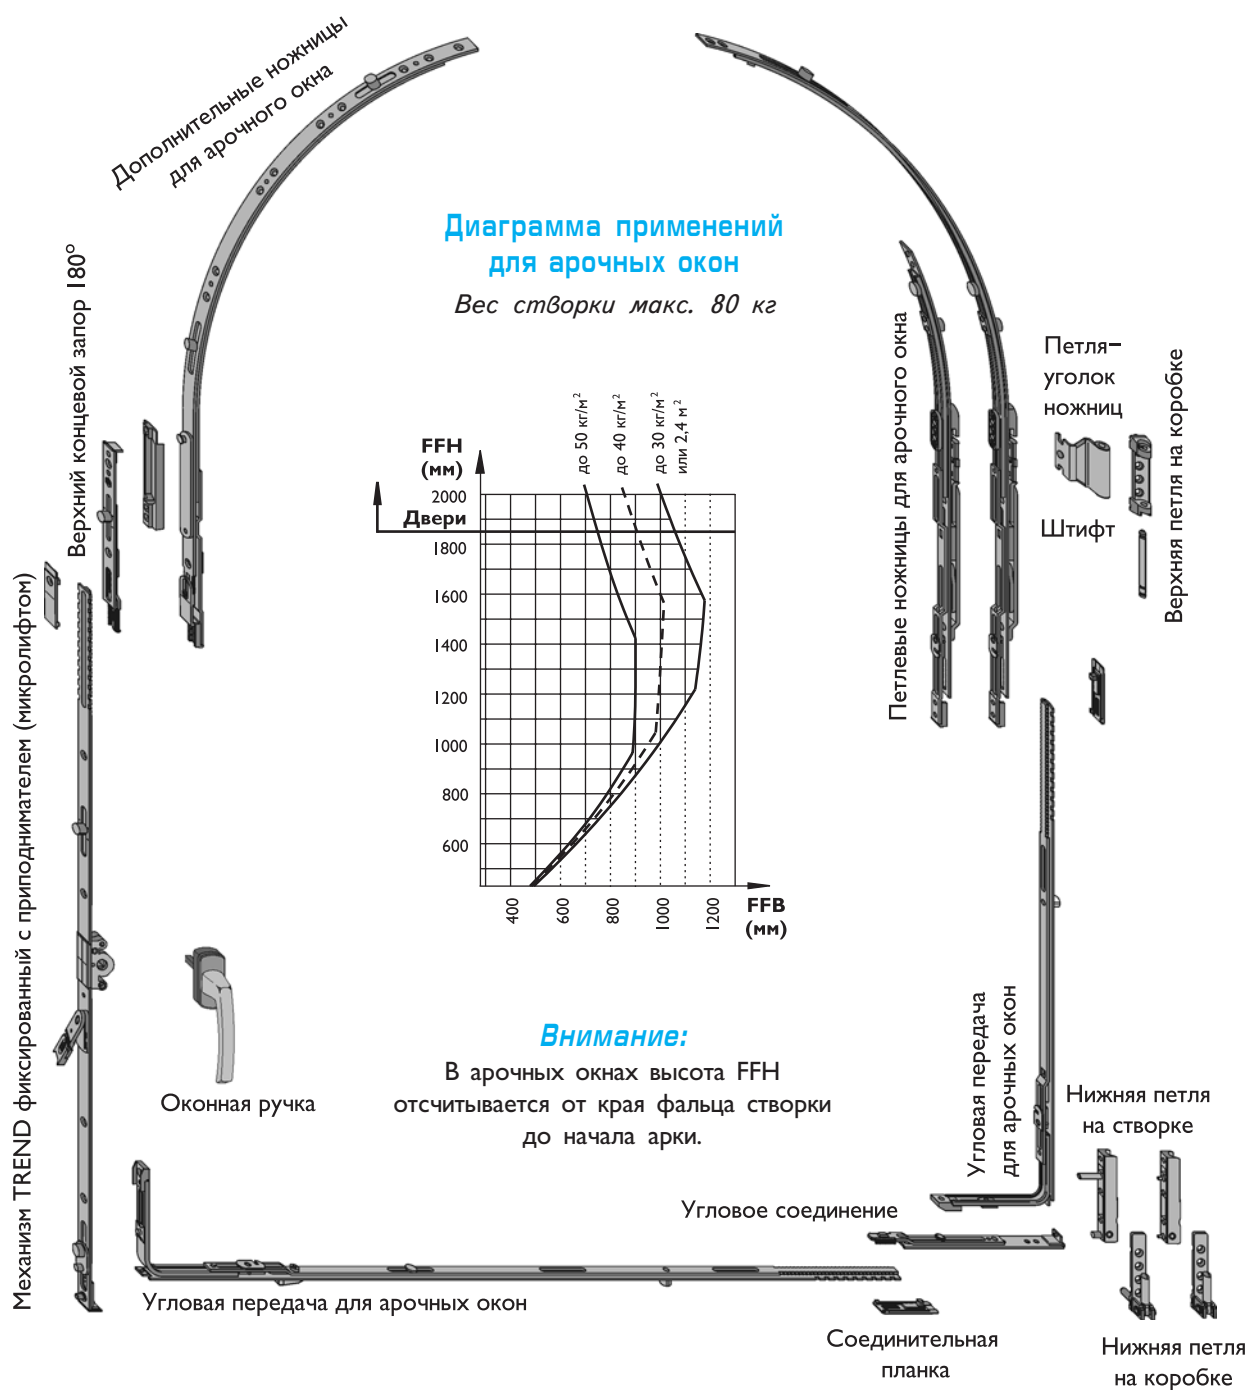 Дополнительные ножницы
для арочного окна
Диаграмма применений
для арочных окон
Вес створки макс. 80 кг
Верхний концевой запор 180°
Петлевые ножницы для арочного окна
Петля–
уголок
ножниц
Верхняя петля на коробке
Штифт
до 50 кг/м²
до 40 кг/м²
до 30 кг/м²
или 2,4 м²
FFH
(мм)
2000
Двери
1800
1600
1400
1200
1000
800
600
400
600
800
1000
1200
FFB
(мм)
Механизм TREND фиксированный с приподнимателем (микролифтом)
Оконная ручка
Внимание:
В арочных окнах высота FFH
отсчитывается от края фальца створки
до начала арки.
Угловая передача
для арочных окон
Нижняя петля
на створке
Угловое соединение
Угловая передача для арочных окон
Соединительная
планка
Нижняя петля
на коробке